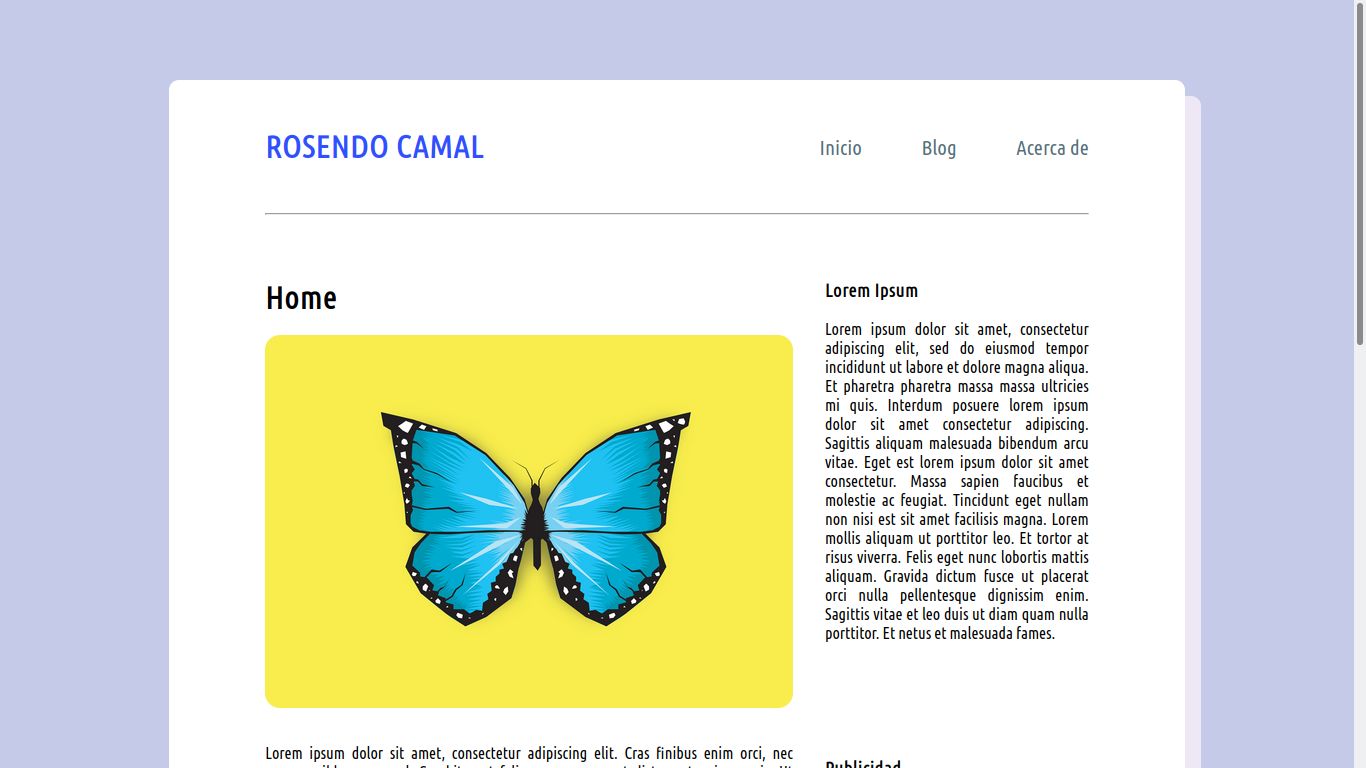 ROSENDO CAMAL
Inicio Blog Acerca de
Home
Lorem ipsum dolor sit amet, consectetur adipiscing elit. Cras finibus enim orci, nec
Lorem Ipsum
Lorem ipsum dolor sit amet, consectetur
adipiscing elit, sed do eiusmod tempor
incididunt ut labore et dolore magna aliqua.
Et pharetra pharetra massa massa ultricies
mi quis. Interdum posuere lorem ipsum
dolor sit amet consectetur adipiscing.
Sagittis aliquam malesuada bibendum arcu
vitae. Eget est lorem ipsum dolor sit amet
consectetur. Massa sapien faucibus et
molestie ac feugiat. Tincidunt eget nullam
non nisi est sit amet facilisis magna. Lorem
mollis aliquam ut porttitor leo. Et tortor at
risus viverra. Felis eget nunc lobortis mattis
aliquam. Gravida dictum fusce ut placerat
orci nulla pellentesque dignissim enim.
Sagittis vitae et leo duis ut diam quam nulla
porttitor. Et netus et malesuada fames.
Publicidad